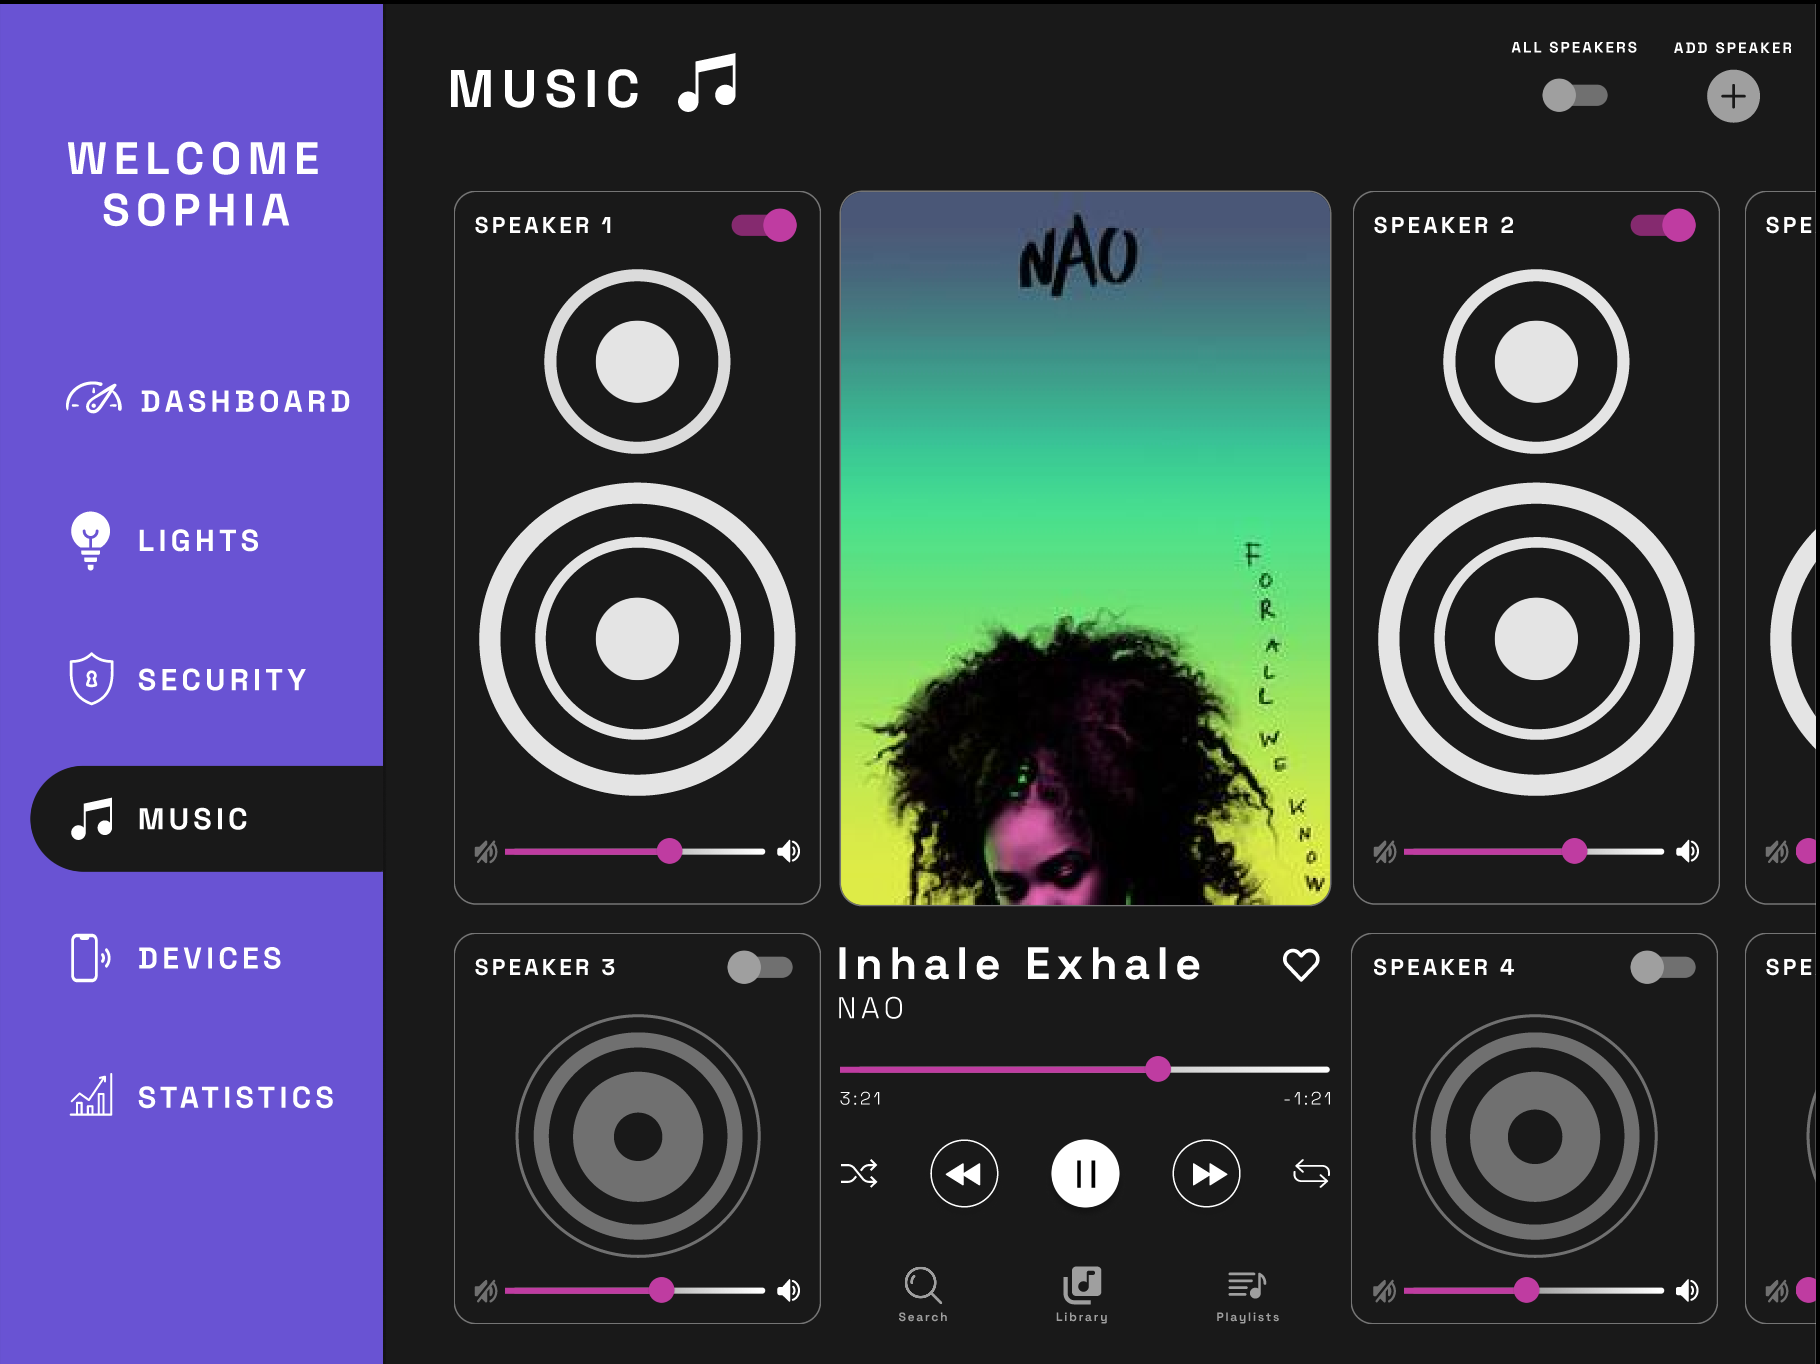 WELCOME
SOPHIA
DASHBOARD
LIGHTS
SECURITY
MUSIC
DEVICES
STATISTICS
MUSIC
ALL SPEAKERS
ADD SPEAKER
SPEAKER 1
NAO
FOR ALL WE KNOW
SPEAKER 2
SPE
SPEAKER 3
Inhale Exhale
NAO
3:21
-1:21
Search
Library
Playlists
SPEAKER 4
SPE